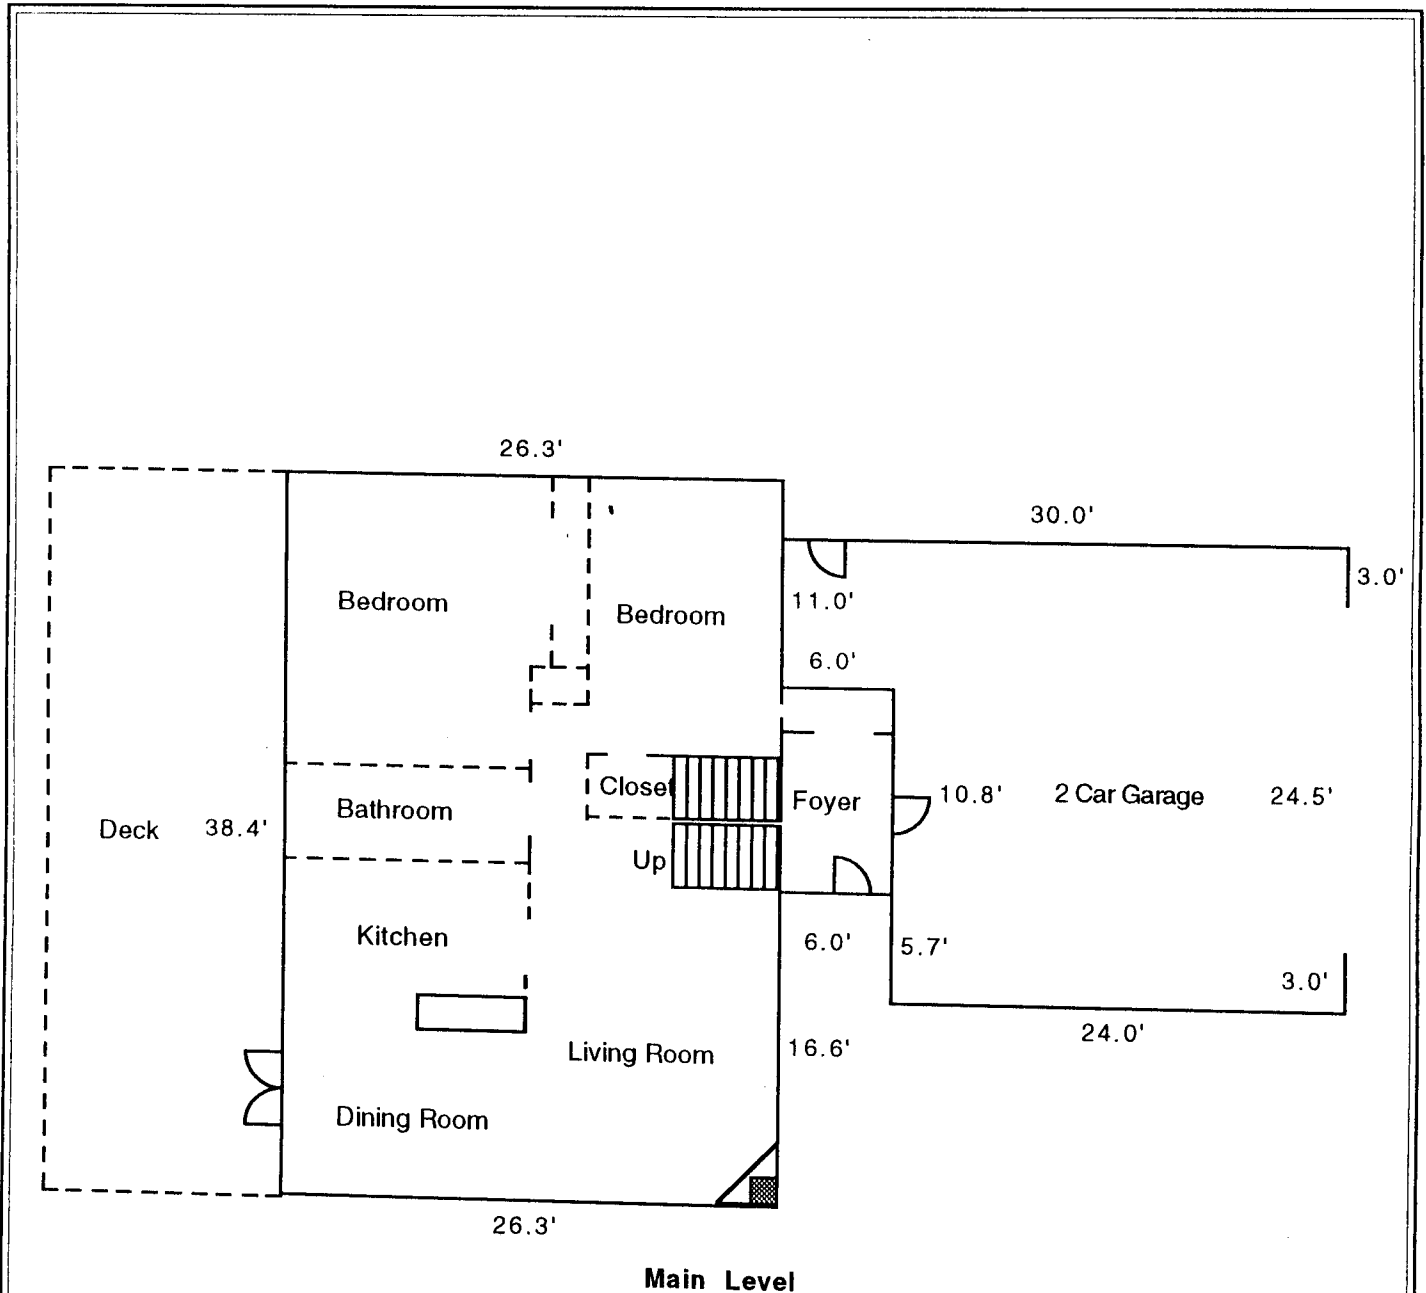 26.3'
30.0'
3.0'
Bedroom
Bedroom
11.0'
6.0'
Closet
Foyer
10.8'
2 Car Garage
24.5'
Bathroom
Deck
38.4'
Up
Kitchen
6.0'
5.7'
3.0'
Living Room
16.6'
24.0'
Dining Room
26.3'
Main Level